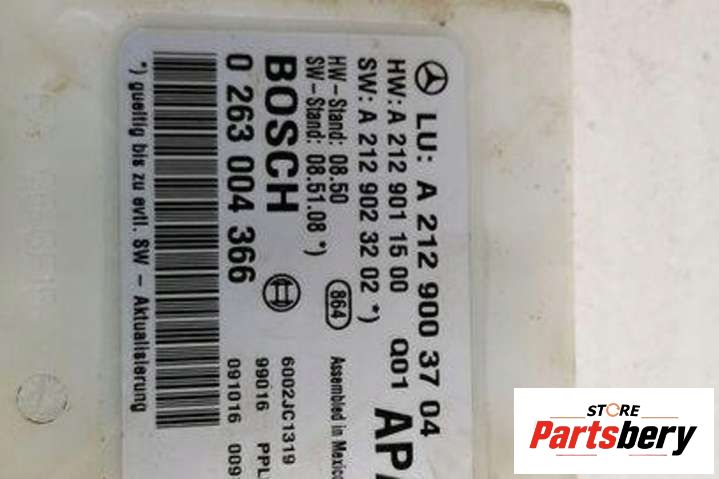 LU: A 212 900 37 04
HW: A 212 901 15 00 Q01
SW: A 212 902 32 02 *)
HW-Stand: 08.50
SW-Stand: 08.51.08 *)
864
Assembled in Mexico
BOSCH
0 263 004 366
6002JC1319
99016
091016
*) gueltig bis zu evtl. SW - Aktualisierung
STORE
Partsbery